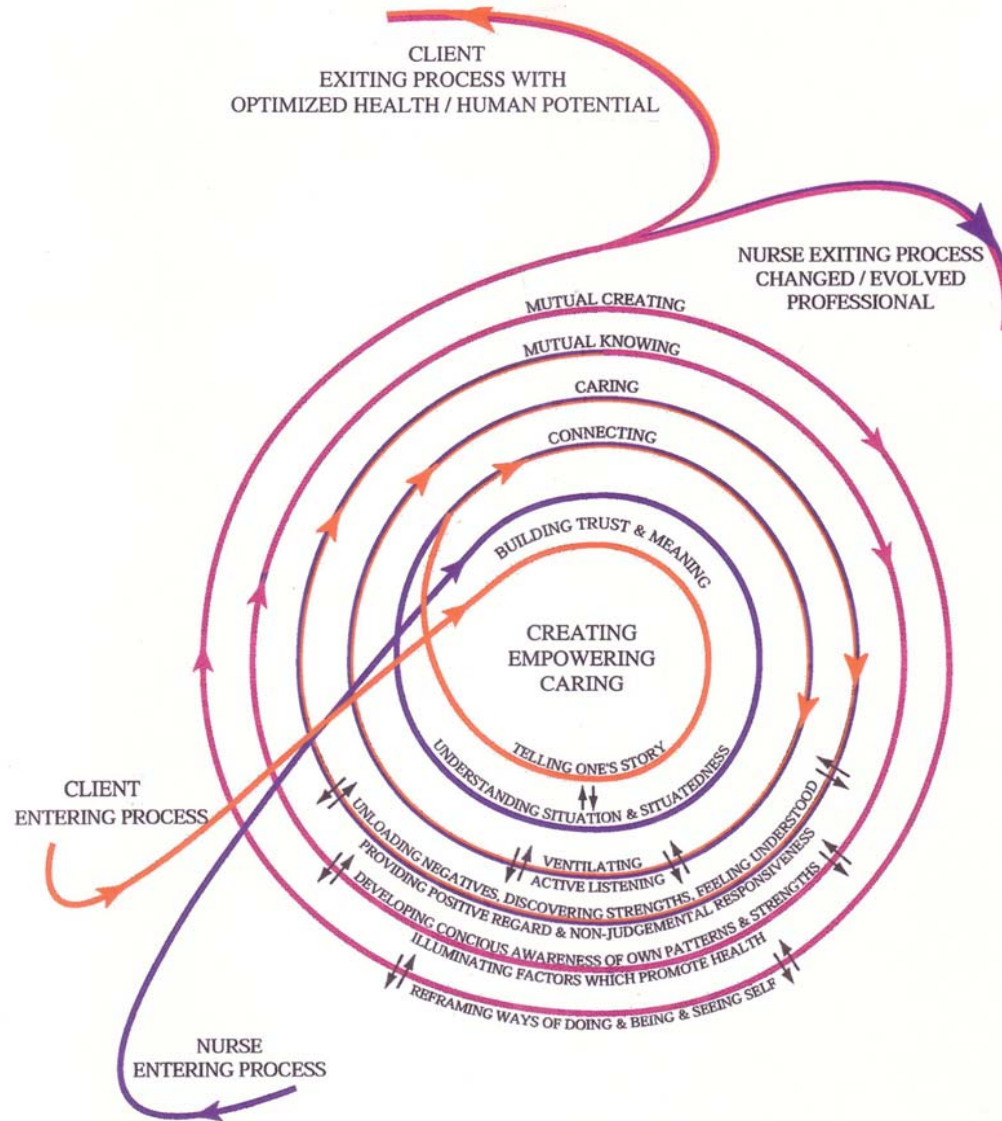 CLIENT
EXITING PROCESS WITH
OPTIMIZED HEALTH / HUMAN POTENTIAL
NURSE EXITING PROCESS
CHANGED / EVOLVED
PROFESSIONAL
MUTUAL CREATING
MUTUAL KNOWING
CARING
CONNECTING
BUILDING TRUST & MEANING
CREATING
EMPOWERING
CARING
TELLING ONE'S STORY
UNDERSTANDING SITUATION & SITUATEDNESS
CLIENT
ENTERING PROCESS
VENTILATING
ACTIVE LISTENING
UNLOADING NEGATIVES, DISCOVERING STRENGTHS, FEELING UNDERSTOOD
PROVIDING POSITIVE REGARD & NON-JUDGEMENTAL RESPONSIVENESS
DEVELOPING CONCIOUS AWARENESS OF OWN PATTERNS & STRENGTHS
ILLUMINATING FACTORS WHICH PROMOTE HEALTH
REFRAMING WAYS OF DOING & BEING & SEEING SELF
NURSE
ENTERING PROCESS